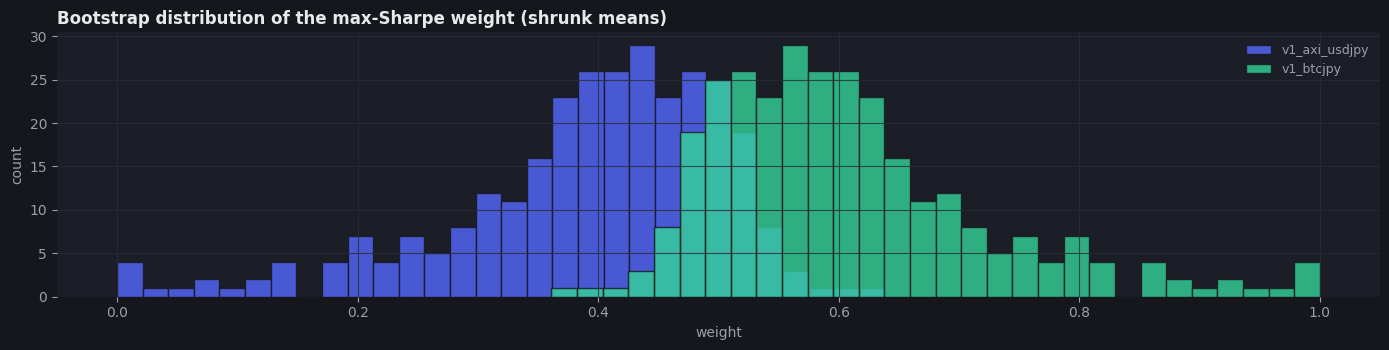 Bootstrap distribution of the max-Sharpe weight (shrunk means)
v1_axi_usdjpy
v1_btcjpy
count
30
25
20
15
10
5
0
0.0 0.2 0.4 0.6 0.8 1.0
weight